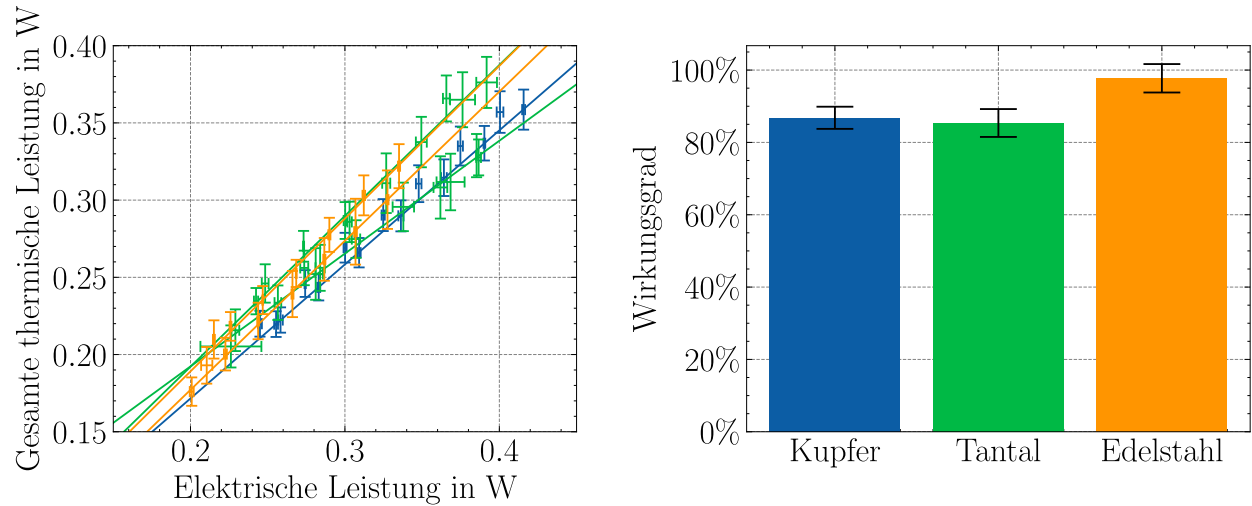 Gesamte thermische Leistung in W
0.40
0.35
0.30
0.25
0.20
0.15
0.2
0.3
0.4
Elektrische Leistung in W
Wirkungsgrad
100%
80%
60%
40%
20%
0%
Kupfer
Tantal
Edelstahl